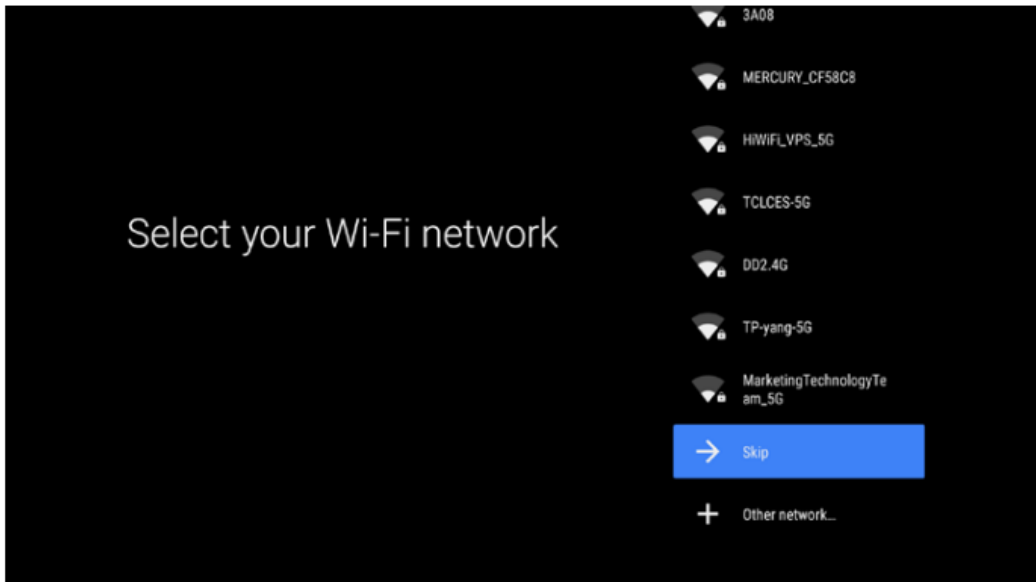 Select your Wi-Fi network
3A08
MERCURY_CF58C8
HiWiFi_VPS_5G
TCLCES-5G
DD2.4G
TP-yang-5G
MarketingTechnologyTe
am_5G
Skip
Other network...